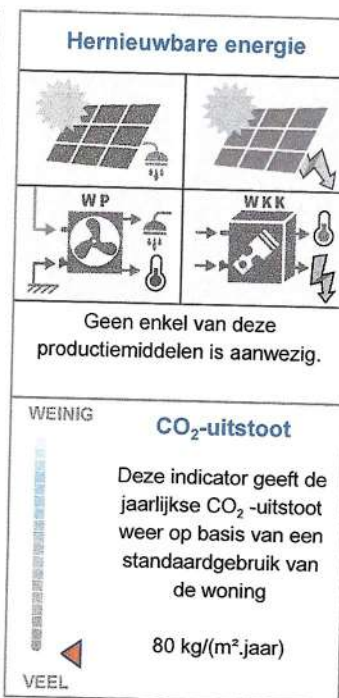 Hernieuwbare energie
WP
WKK
Geen enkel van deze
productiemiddelen is aanwezig.
WEINIG
CO₂-uitstoot
Deze indicator geeft de
jaarlijkse CO₂ -uitstoot
weer op basis van een
standaardgebruik van
de woning
80 kg/(m².jaar)
VEEL